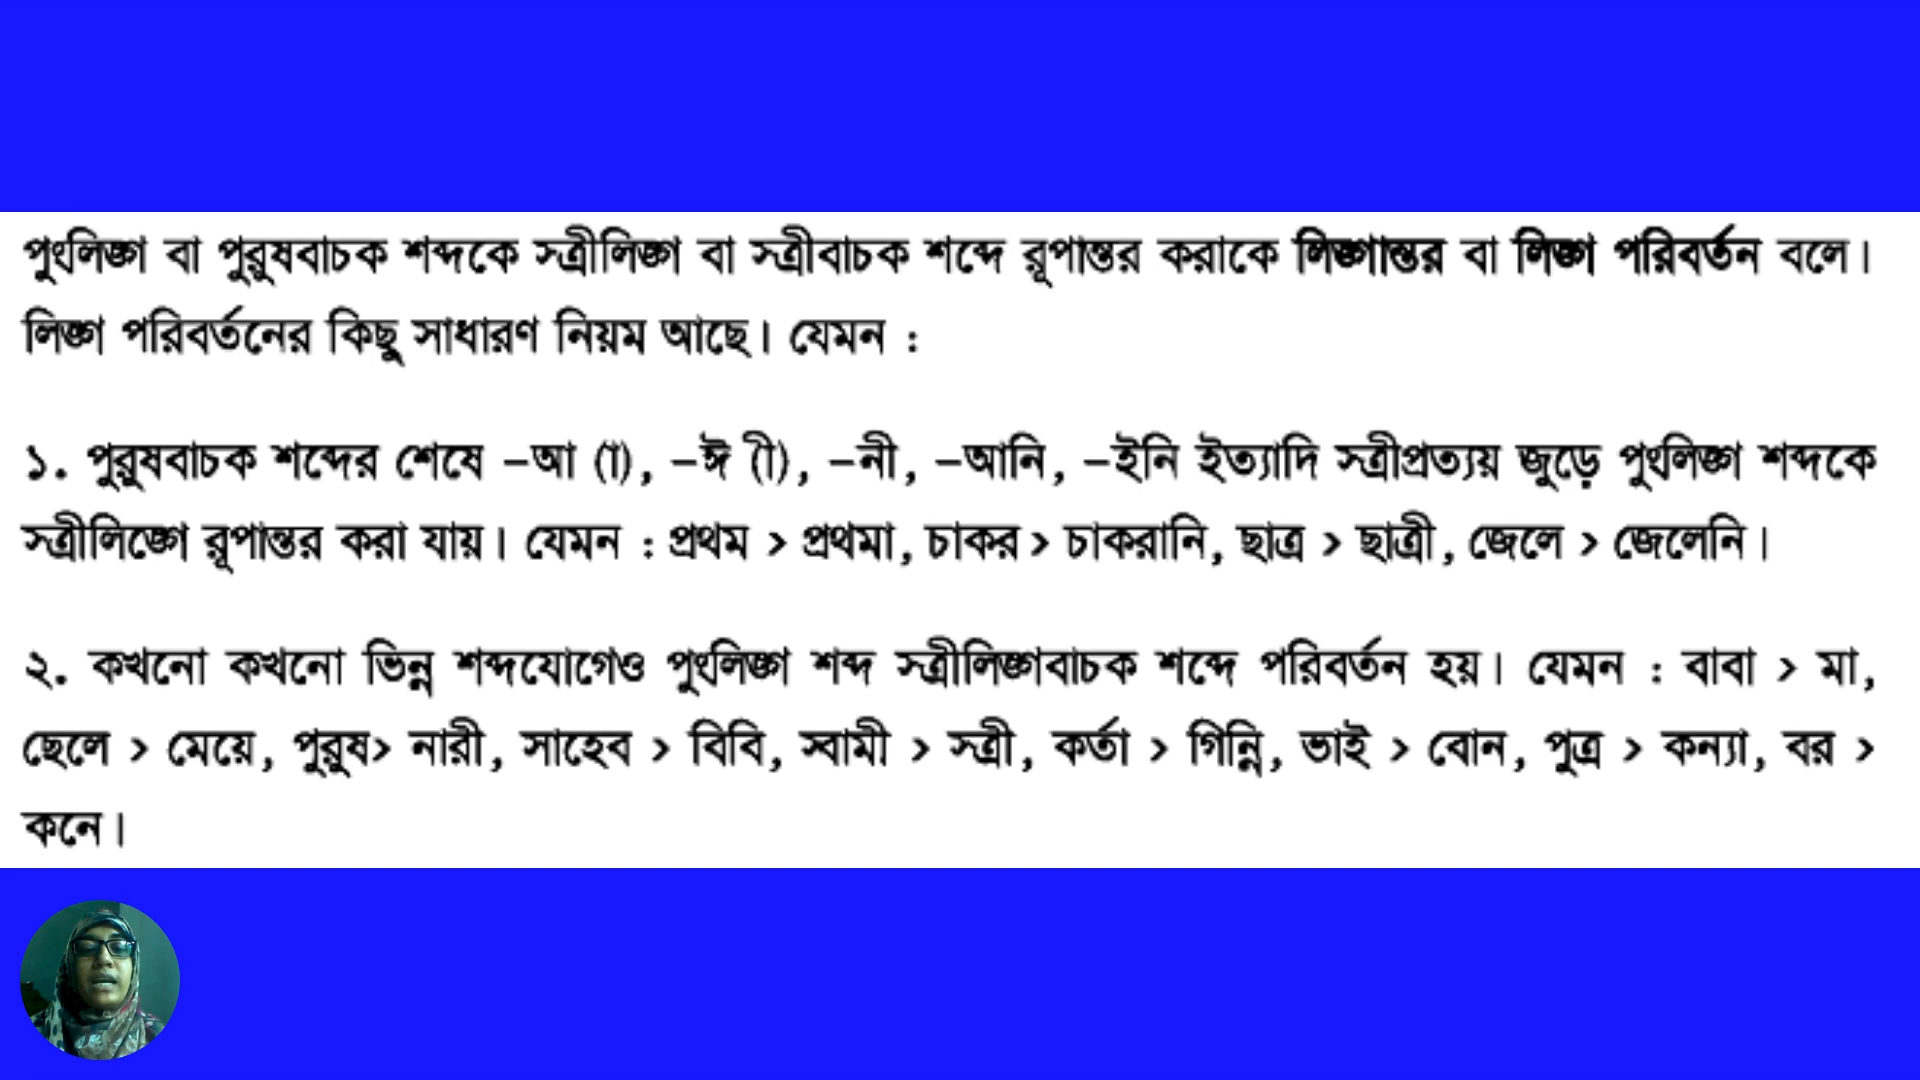 পুংলিঙ্গ বা পুরুষবাচক শব্দকে স্ত্রীলিঙ্গ বা স্ত্রীবাচক শব্দে রূপান্তর করাকে লিঙ্গান্তর বা লিঙ্গ পরিবর্তন বলে।
লিঙ্গ পরিবর্তনের কিছু সাধারণ নিয়ম আছে। যেমন :
১. পুরুষবাচক শব্দের শেষে –আ (া), –ঈ (ী), –নী, –আনি, –ইনি ইত্যাদি স্ত্রীপ্রত্যয় জুড়ে পুংলিঙ্গ শব্দকে
স্ত্রীলিঙ্গে রূপান্তর করা যায়। যেমন : প্রথম > প্রথমা, চাকর > চাকরানি, ছাত্র > ছাত্রী, জেলে > জেলেনি।
২. কখনো কখনো ভিন্ন শব্দযোগেও পুংলিঙ্গ শব্দ স্ত্রীলিঙ্গবাচক শব্দে পরিবর্তন হয়। যেমন : বাবা > মা,
ছেলে > মেয়ে, পুরুষ> নারী, সাহেব > বিবি, স্বামী > স্ত্রী, কর্তা > গিন্নি, ভাই > বোন, পুত্র > কন্যা, বর >
কনে।